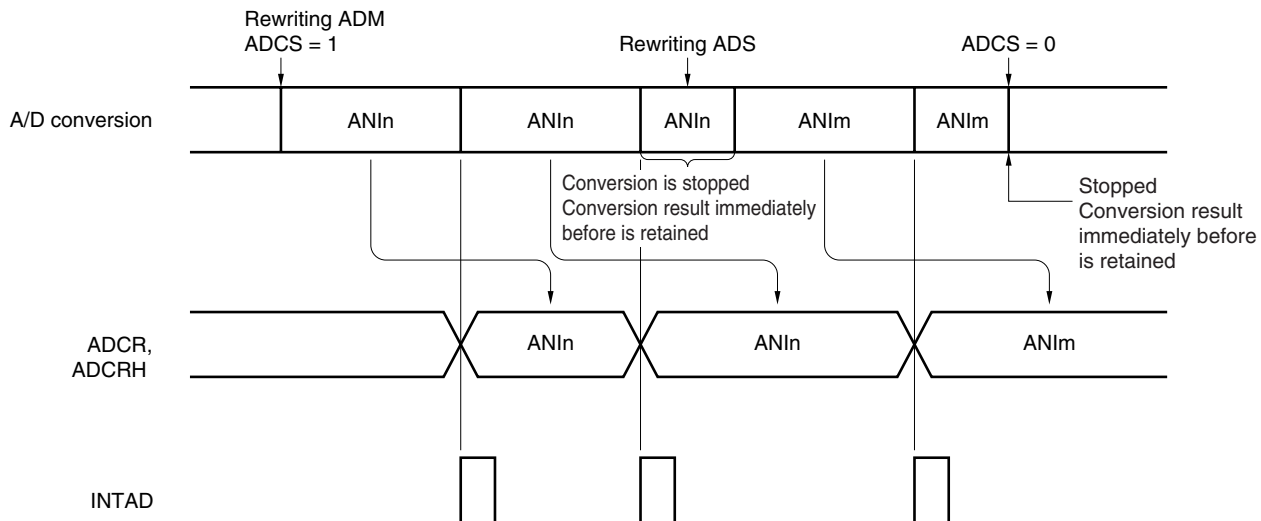 Rewriting ADM
ADCS = 1
Rewriting ADS
ADCS = 0
A/D conversion
ANIn
ANIn
ANIn
ANIm
ANIm
Conversion is stopped
Conversion result immediately
before is retained
Stopped
Conversion result
immediately before
is retained
ADCR,
ADCRH
ANIn
ANIn
ANIm
INTAD